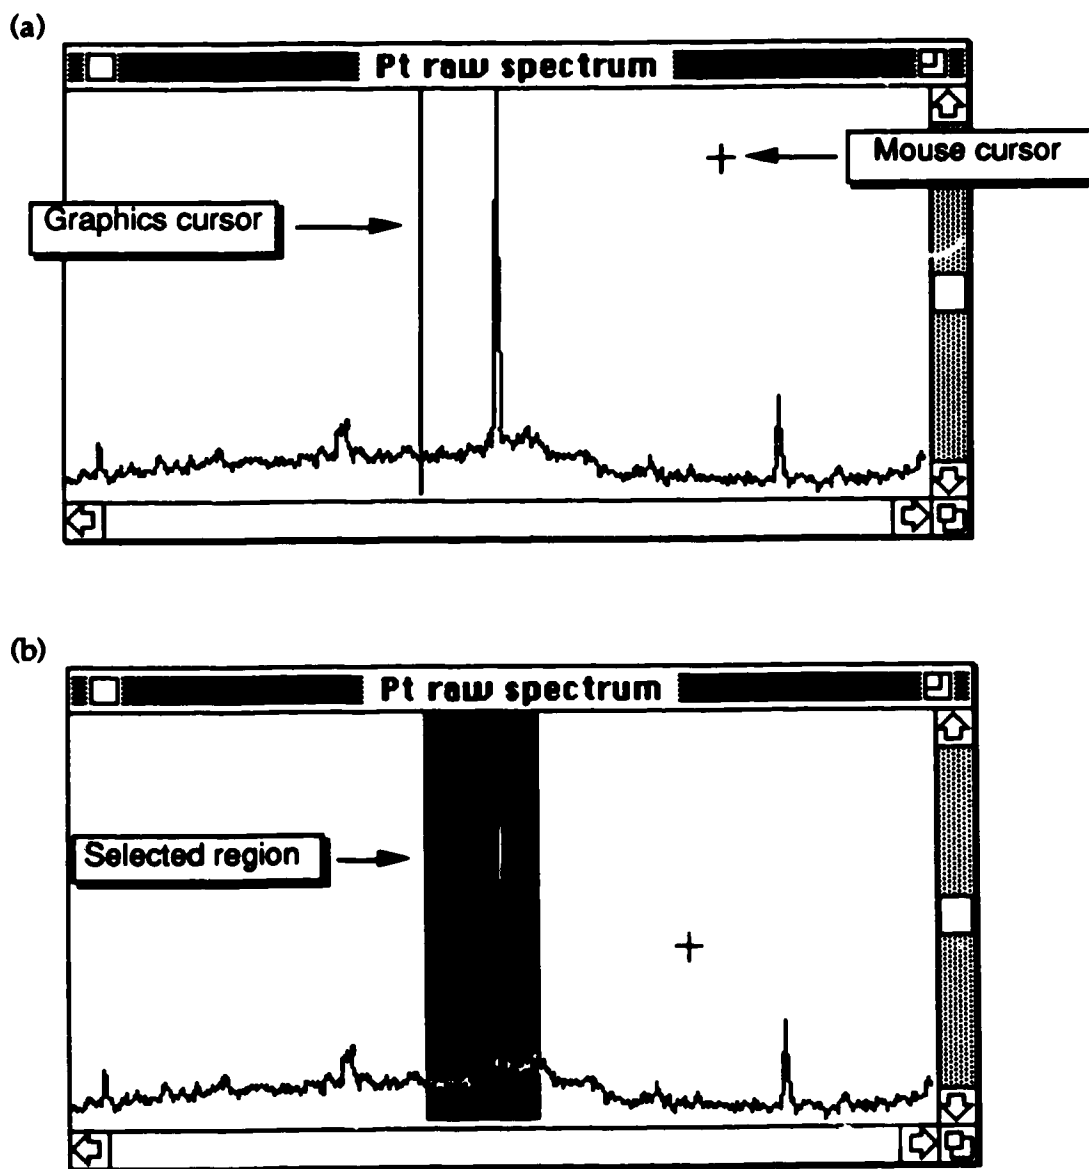 (a)
Pt raw spectrum
Mouse cursor
Graphics cursor
(b)
Pt raw spectrum
Selected region